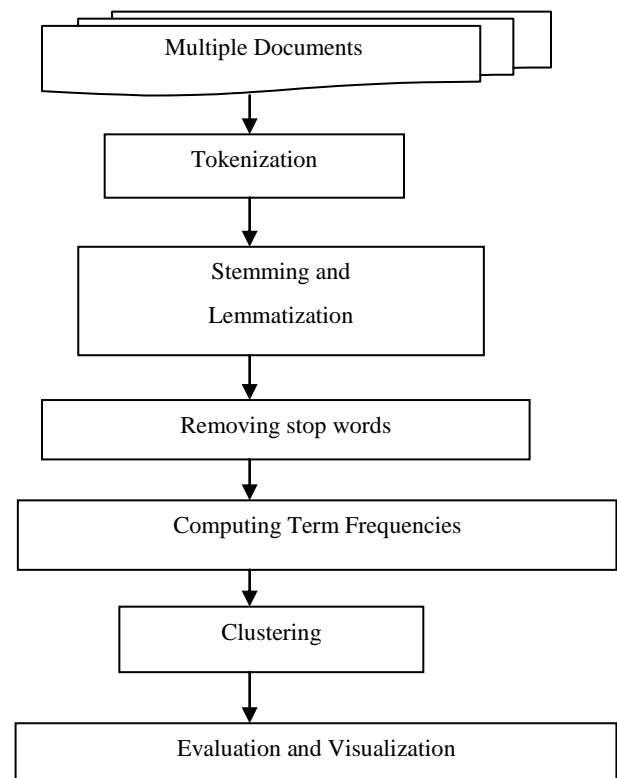 Multiple Documents
Tokenization
Stemming and
Lemmatization
Removing stop words
Computing Term Frequencies
Clustering
Evaluation and Visualization